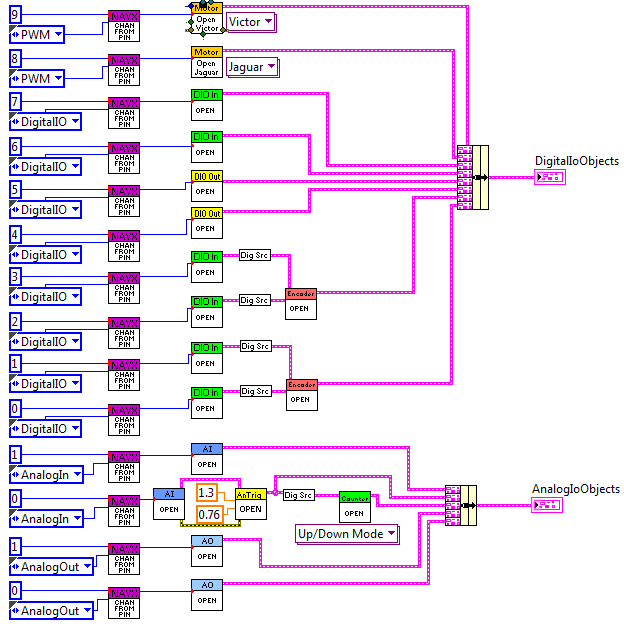 9
PWM
NAVX
CHAN
FROM
PIN
Motor
Open
Victor
Victor
8
PWM
NAVX
CHAN
FROM
PIN
Motor
Open
Jaguar
Jaguar
7
DigitalIO
NAVX
CHAN
FROM
PIN
DIO In
OPEN
6
DigitalIO
NAVX
CHAN
FROM
PIN
DIO In
OPEN
DigitalIoObjects
5
DigitalIO
NAVX
CHAN
FROM
PIN
DIO Out
OPEN
4
DigitalIO
NAVX
CHAN
FROM
PIN
DIO Out
OPEN
3
DigitalIO
NAVX
CHAN
FROM
PIN
DIO In
OPEN
Dig Src
2
DigitalIO
NAVX
CHAN
FROM
PIN
DIO In
OPEN
Dig Src
Encoder
OPEN
1
DigitalIO
NAVX
CHAN
FROM
PIN
DIO In
OPEN
Dig Src
0
DigitalIO
NAVX
CHAN
FROM
PIN
DIO In
OPEN
Dig Src
Encoder
OPEN
1
AnalogIn
NAVX
CHAN
FROM
PIN
AI
OPEN
0
AnalogIn
NAVX
CHAN
FROM
PIN
AI
OPEN
1.3
0.76
AnTrig
OPEN
Dig Src
Counter
OPEN
Up/Down Mode
AnalogIoObjects
1
AnalogOut
NAVX
CHAN
FROM
PIN
AO
OPEN
0
AnalogOut
NAVX
CHAN
FROM
PIN
AO
OPEN